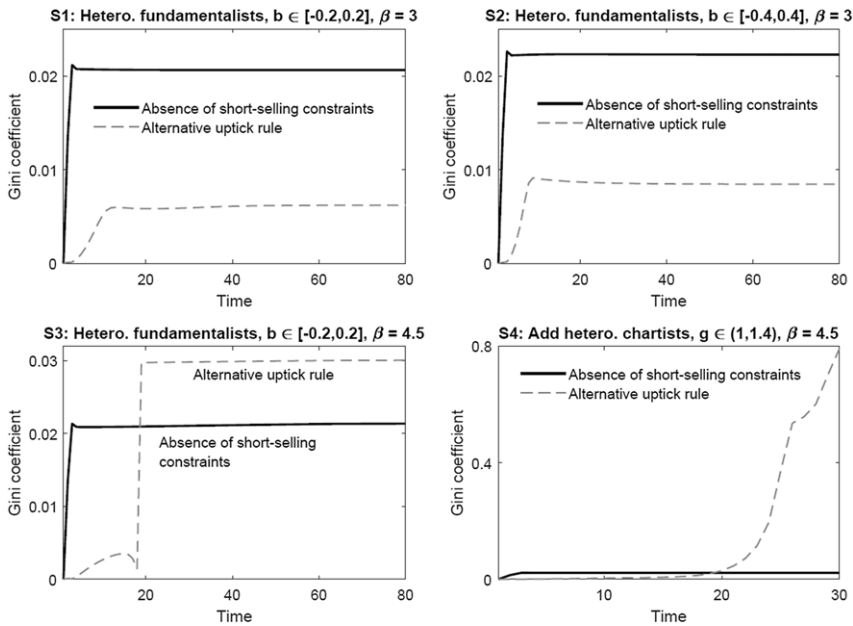 S1: Hetero. fundamentalists, b ∈ [-0.2,0.2], β = 3
Gini coefficient
0.02
0.01
0
Absence of short-selling constraints
Alternative uptick rule
20
40
60
80
Time
S2: Hetero. fundamentalists, b ∈ [-0.4,0.4], β = 3
Gini coefficient
0.02
0.01
0
Absence of short-selling constraints
Alternative uptick rule
20
40
60
80
Time
S3: Hetero. fundamentalists, b ∈ [-0.2,0.2], β = 4.5
Gini coefficient
0.03
0.02
0.01
0
Alternative uptick rule
Absence of short-selling
constraints
20
40
60
80
Time
S4: Add hetero. chartists, g ∈ (1,1.4), β = 4.5
Gini coefficient
0.8
0.4
0
Absence of short-selling constraints
Alternative uptick rule
10
20
30
Time